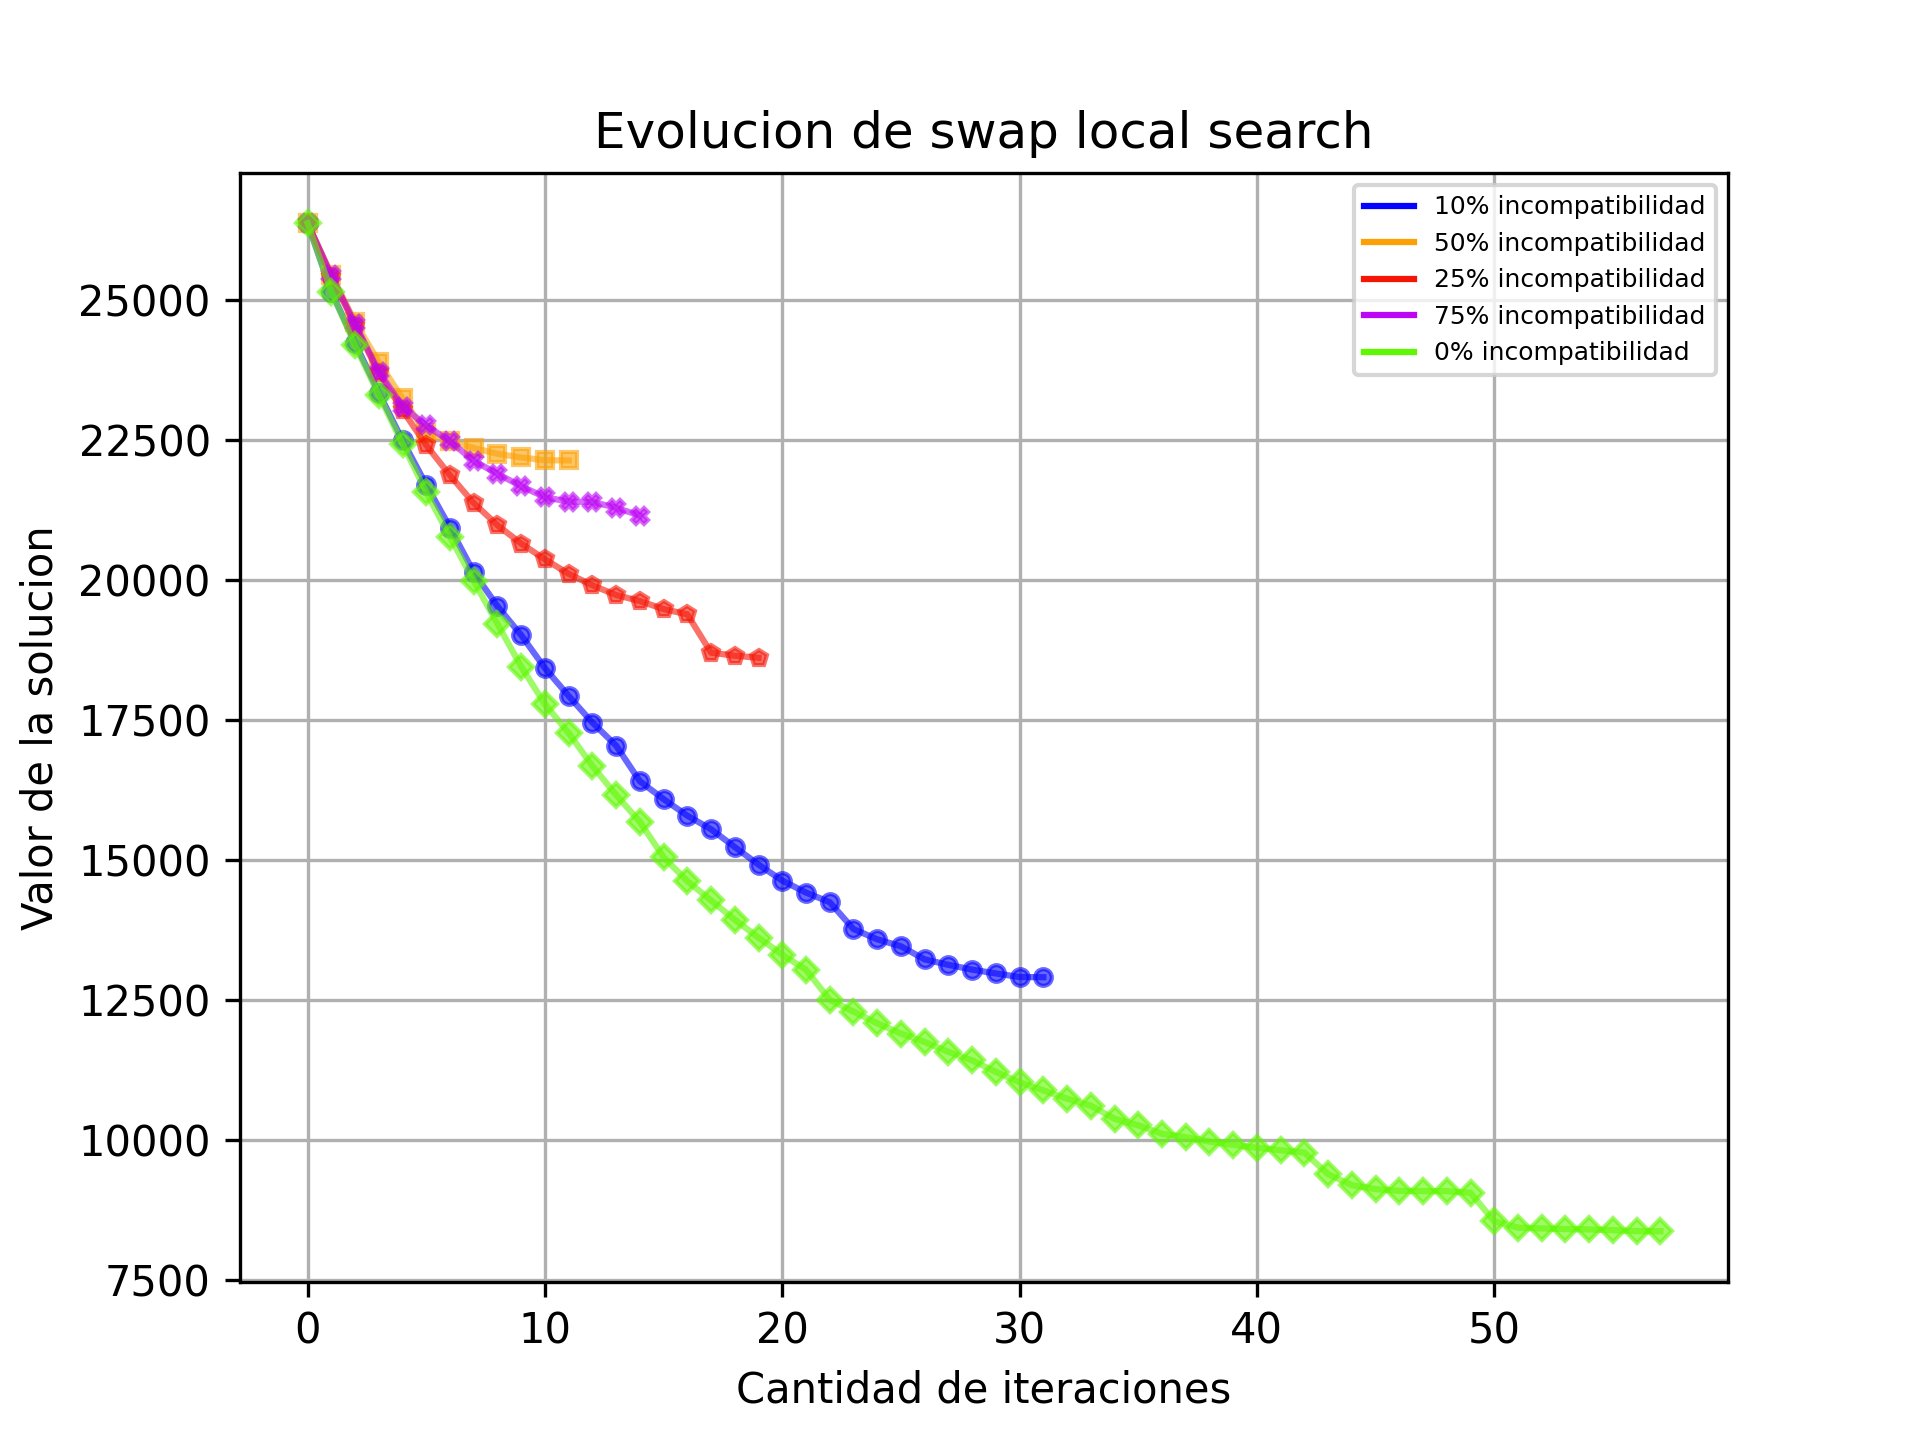 Evolucion de swap local search
10% incompatibilidad
50% incompatibilidad
25% incompatibilidad
75% incompatibilidad
0% incompatibilidad
Valor de la solucion
25000
22500
20000
17500
15000
12500
10000
7500
0 10 20 30 40 50
Cantidad de iteraciones